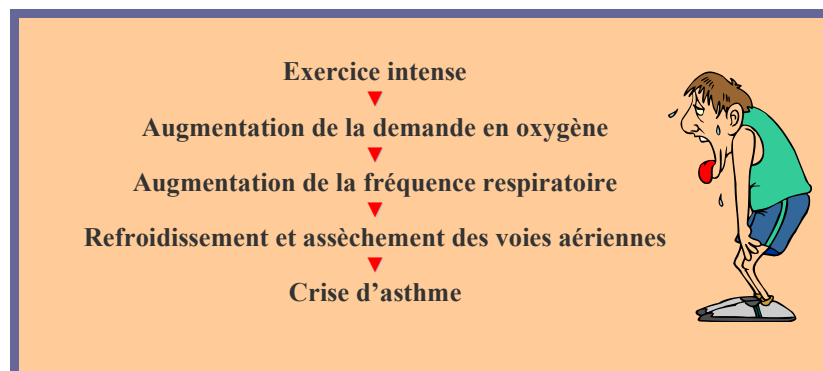 Exercice intense
Augmentation de la demande en oxygène
Augmentation de la fréquence respiratoire
Refroidissement et assèchement des voies aériennes
Crise d’asthme